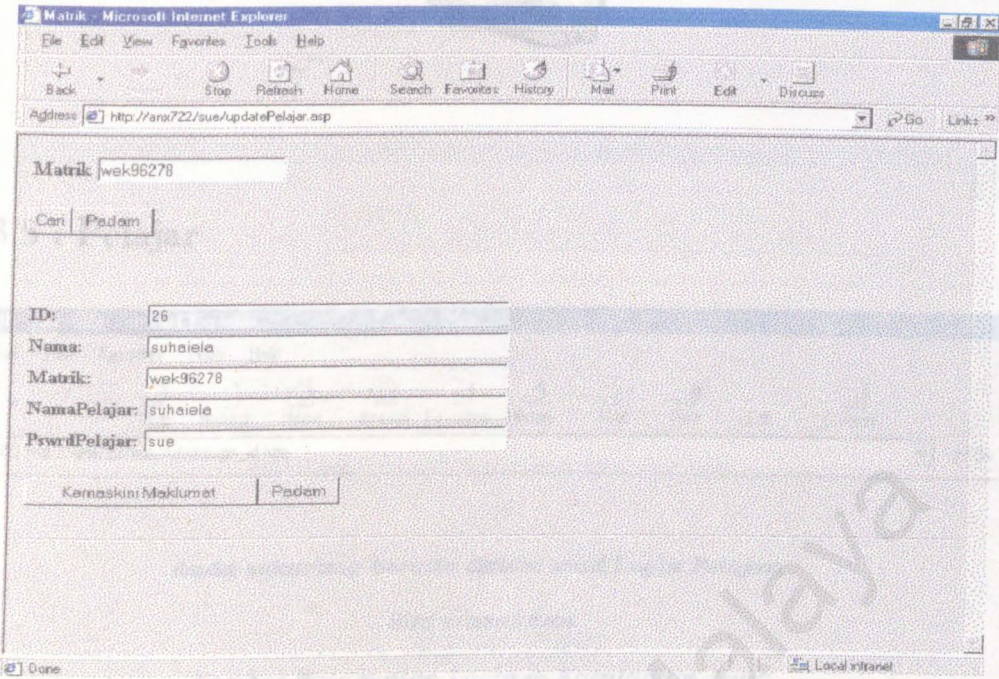 Matrik - Microsoft Internet Explorer
File Edit View Favorites Tools Help
Back Stop Refresh Home Search Favorites History Mail Print Edit Discuss
Address http://anx722/sue/updatePelajar.asp Go Links »
Matrik wek96278
Cari Padam
Pelajar
ID: 26
Nama: suhaiela
Matrik: wek96278
NamaPelajar: suhaiela
PswrdPelajar: sue
Kemaskini Maklumat Padam
Done Local intranet
Malaya